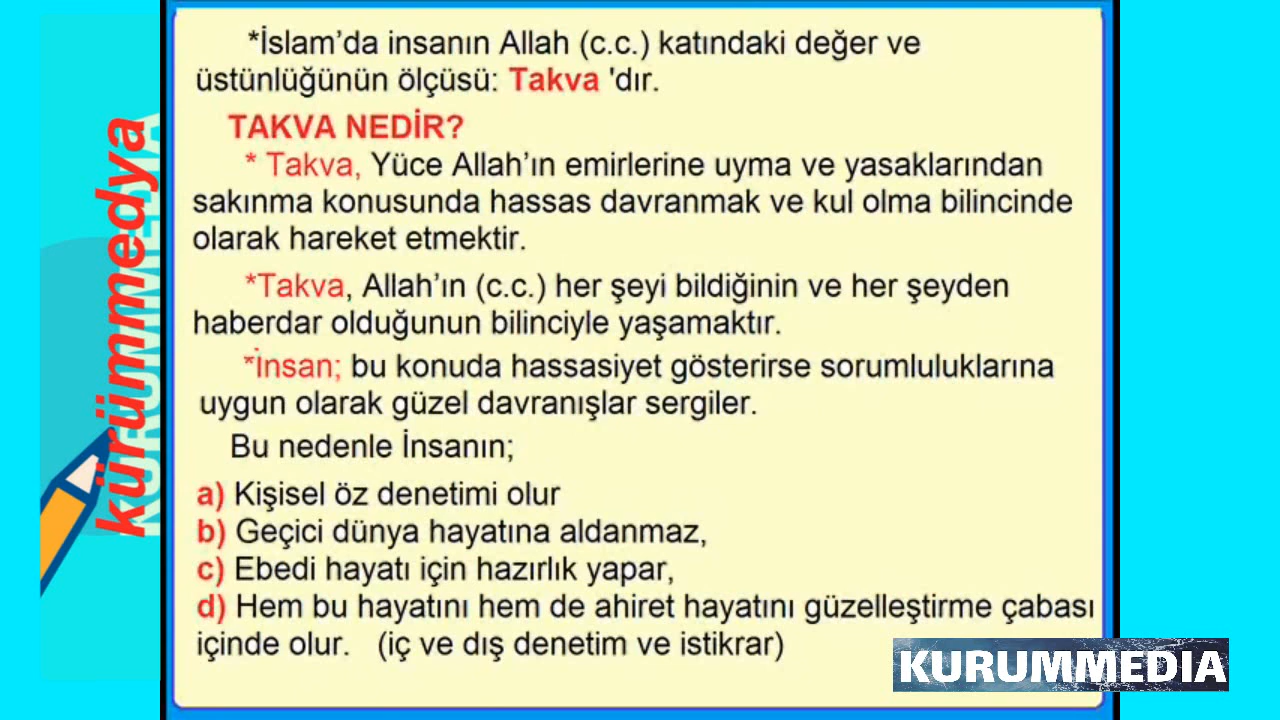 *İslam’da insanın Allah (c.c.) katındaki değer ve
üstünlüğünün ölçüsü: Takva 'dır.
TAKVA NEDİR?
* Takva, Yüce Allah’ın emirlerine uyma ve yasaklarından
sakınma konusunda hassas davranmak ve kul olma bilincinde
olarak hareket etmektir.
*Takva, Allah’ın (c.c.) her şeyi bildiğinin ve her şeyden
haberdar olduğunun bilinciyle yaşamaktır.
*İnsan; bu konuda hassasiyet gösterirse sorumluluklarına
uygun olarak güzel davranışlar sergiler.
Bu nedenle İnsanın;
a) Kişisel öz denetimi olur
b) Geçici dünya hayatına aldanmaz,
c) Ebedi hayatı için hazırlık yapar,
d) Hem bu hayatını hem de ahiret hayatını güzelleştirme çabası
içinde olur. (iç ve dış denetim ve istikrar)
kürümmedya
KURUMMEDIA
KURUMMEDIA